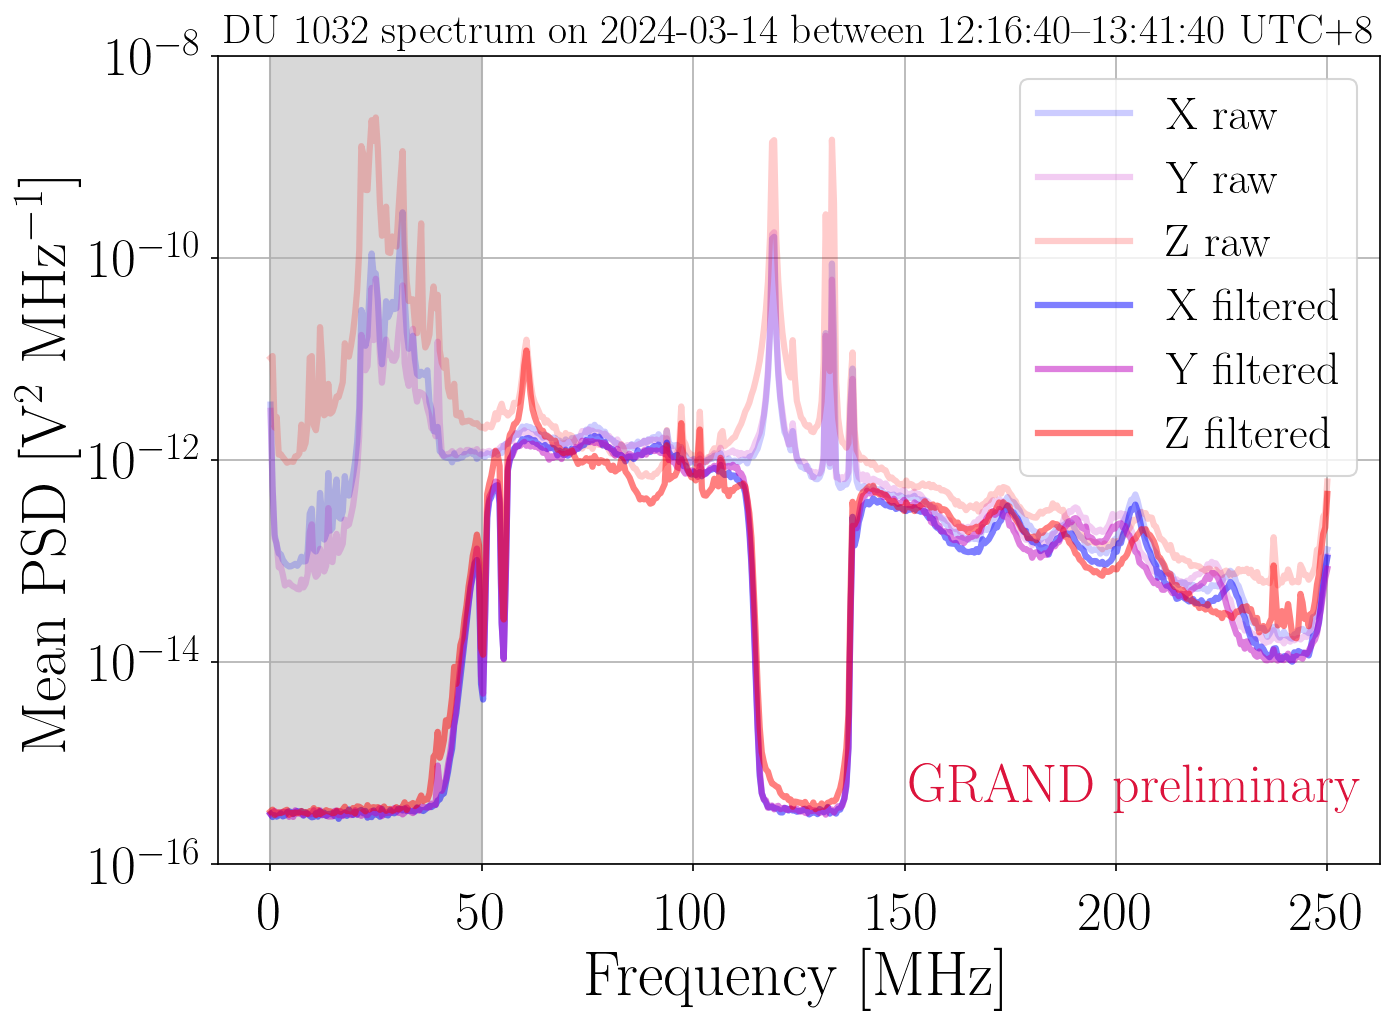 DU 1032 spectrum on 2024-03-14 between 12:16:40–13:41:40 UTC+8
10⁻⁸
10⁻¹⁰
10⁻¹²
10⁻¹⁴
10⁻¹⁶
Mean PSD [V² MHz⁻¹]
X raw
Y raw
Z raw
X filtered
Y filtered
Z filtered
GRAND preliminary
0 50 100 150 200 250
Frequency [MHz]